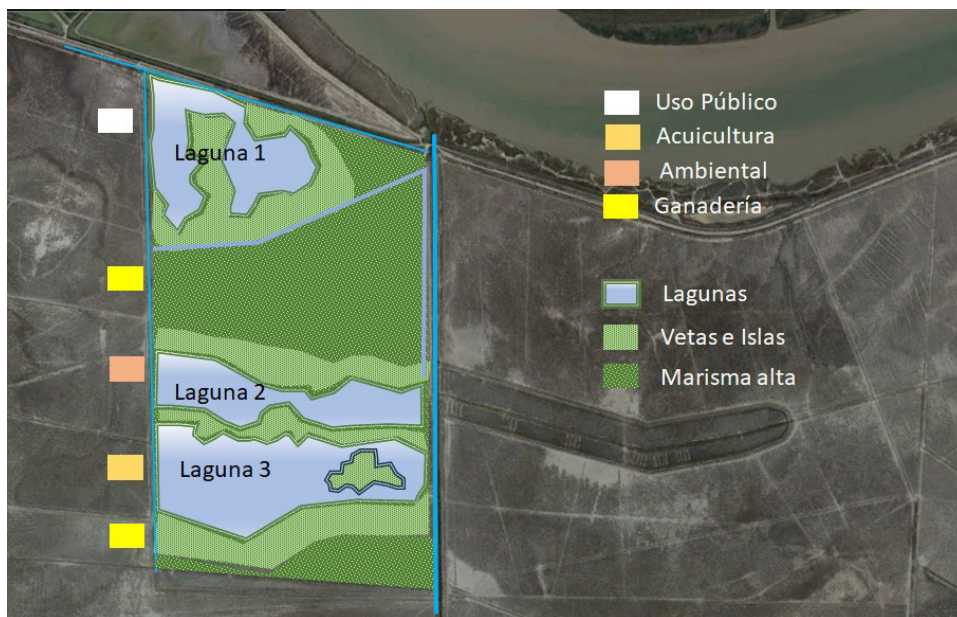 Uso Público
Acuicultura
Ambiental
Ganadería
Lagunas
Vetas e Islas
Marisma alta
Laguna 1
Laguna 2
Laguna 3